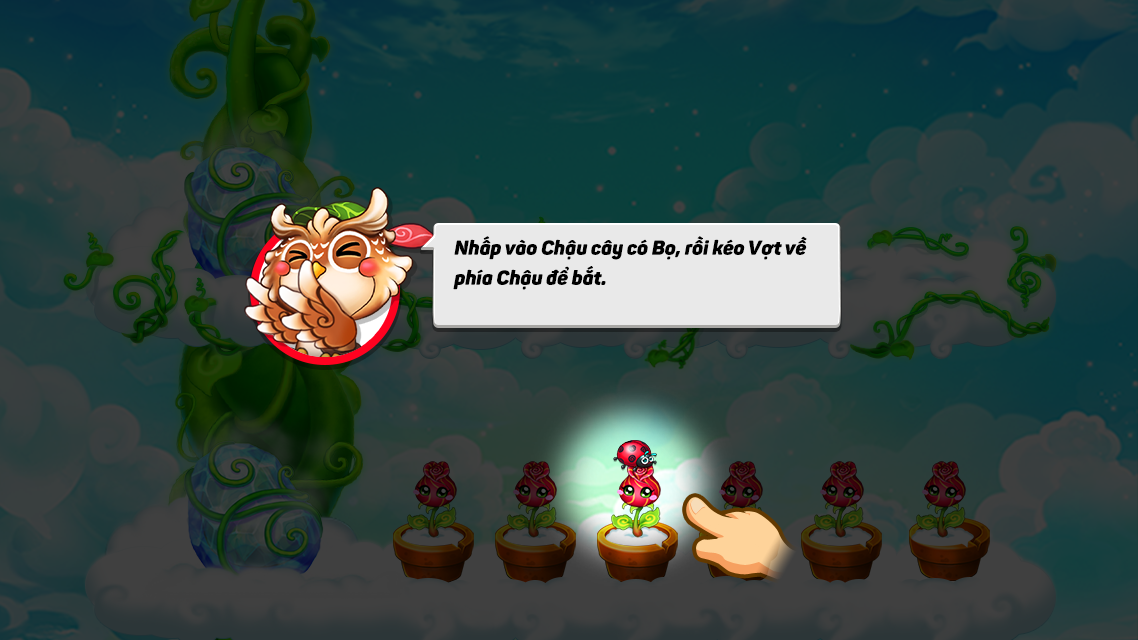 Nhấp vào Chậu cây có Bọ, rồi kéo Vợt về
phía Chậu để bắt.